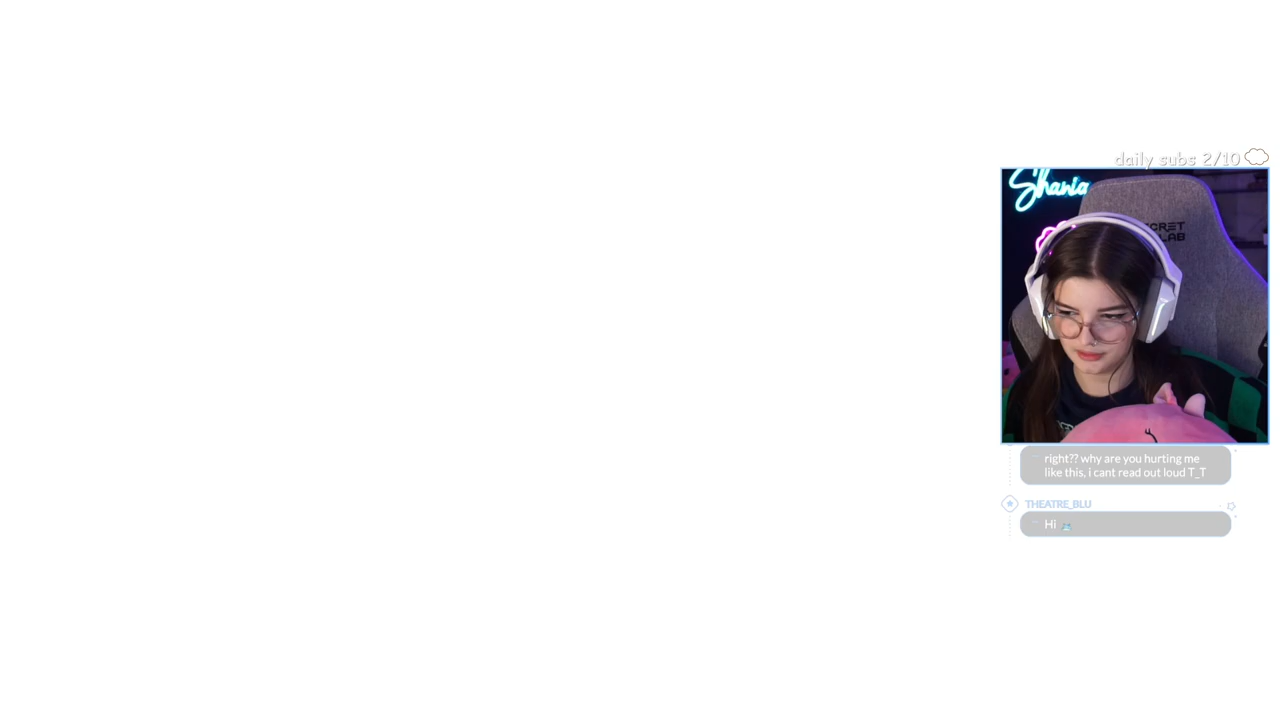 daily subs 2/10
Shania
CRET
LAB
right?? why are you hurting me
like this, i cant read out loud T_T
THEATRE_BLU
Hi